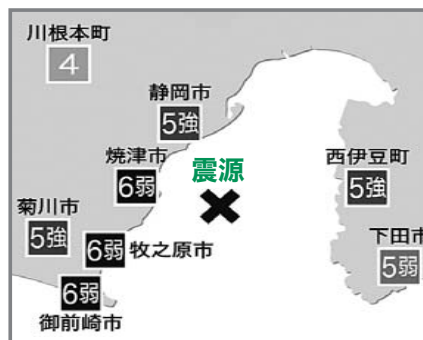 川根本町
4
静岡市
5強
焼津市
6弱
震源
西伊豆町
5強
菊川市
5強
6弱 牧之原市
下田市
5弱
6弱
御前崎市